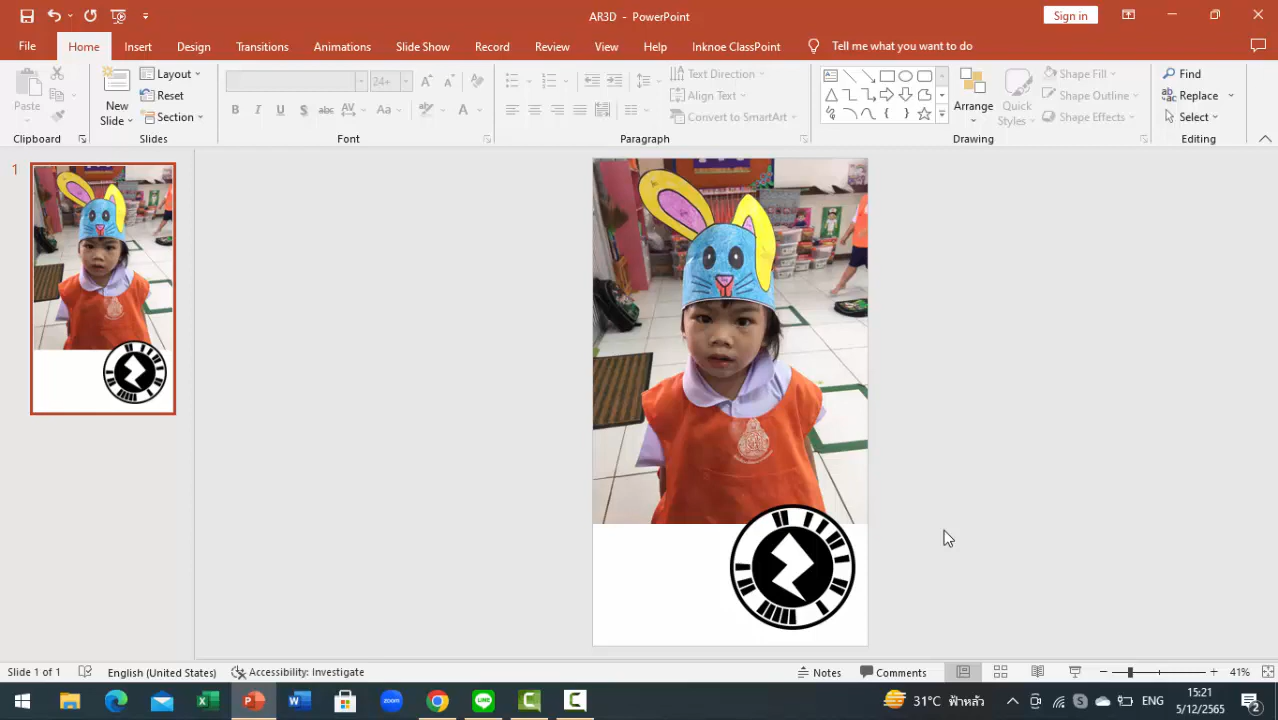 AR3D - PowerPoint
Sign in
File Home Insert Design Transitions Animations Slide Show Record Review View Help Inknoe ClassPoint Tell me what you want to do
Paste
New Slide
Layout
Reset
Section
24+
Text Direction
Align Text
Convert to SmartArt
Arrange
Quick Styles
Shape Fill
Shape Outline
Shape Effects
Find
Replace
Select
Clipboard Slides Font Paragraph Drawing Editing
1
Slide 1 of 1 English (United States) Accessibility: Investigate Notes Comments 41%
zoom
31°C ฟ้าหลัว ENG 15:21
5/12/2565
2